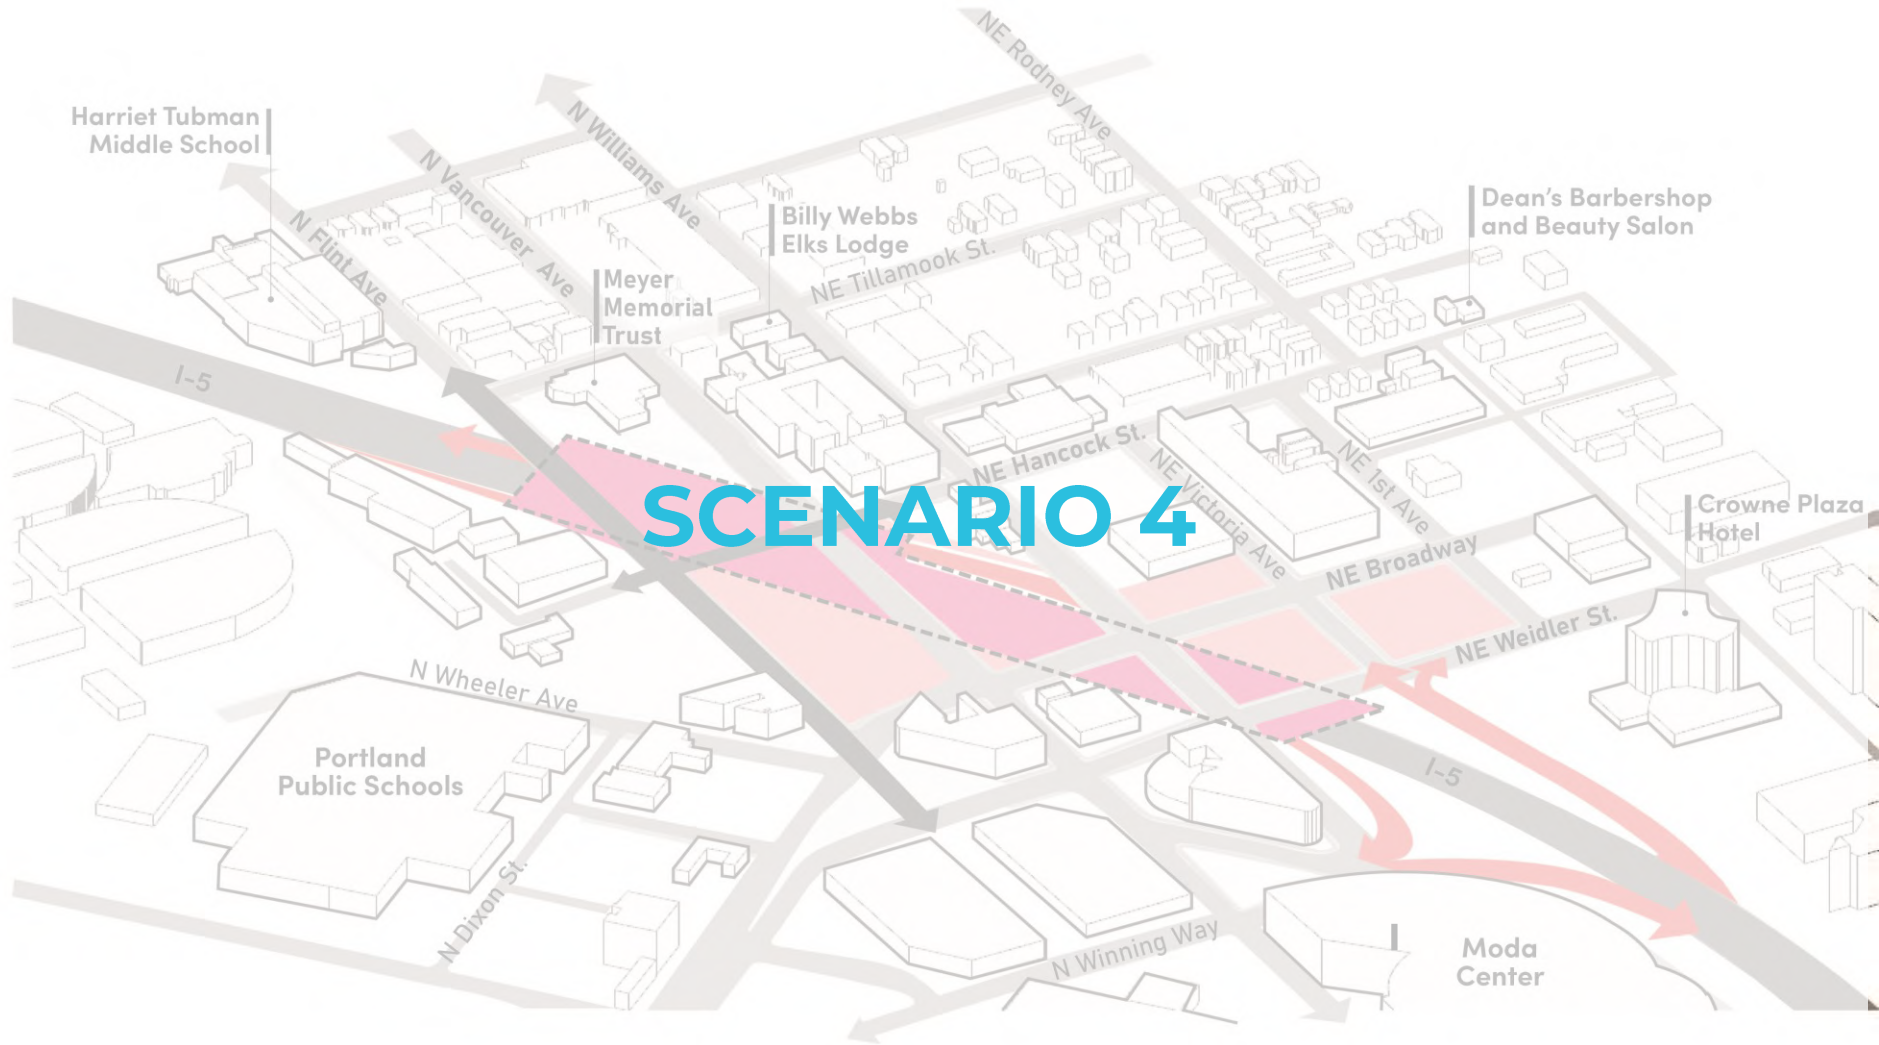 NE Rodney Ave
Harriet Tubman
Middle School
N Williams Ave
N Vancouver Ave
N Flint Ave
Billy Webbs
Elks Lodge
NE Tillamook St.
Dean's Barbershop
and Beauty Salon
Meyer
Memorial
Trust
I-5
NE Hancock St.
NE Victoria Ave
NE 1st Ave
SCENARIO 4
Crowne Plaza
Hotel
NE Broadway
NE Weidler St.
N Wheeler Ave
Portland
Public Schools
I-5
N Dixon St.
N Winning Way
Moda
Center